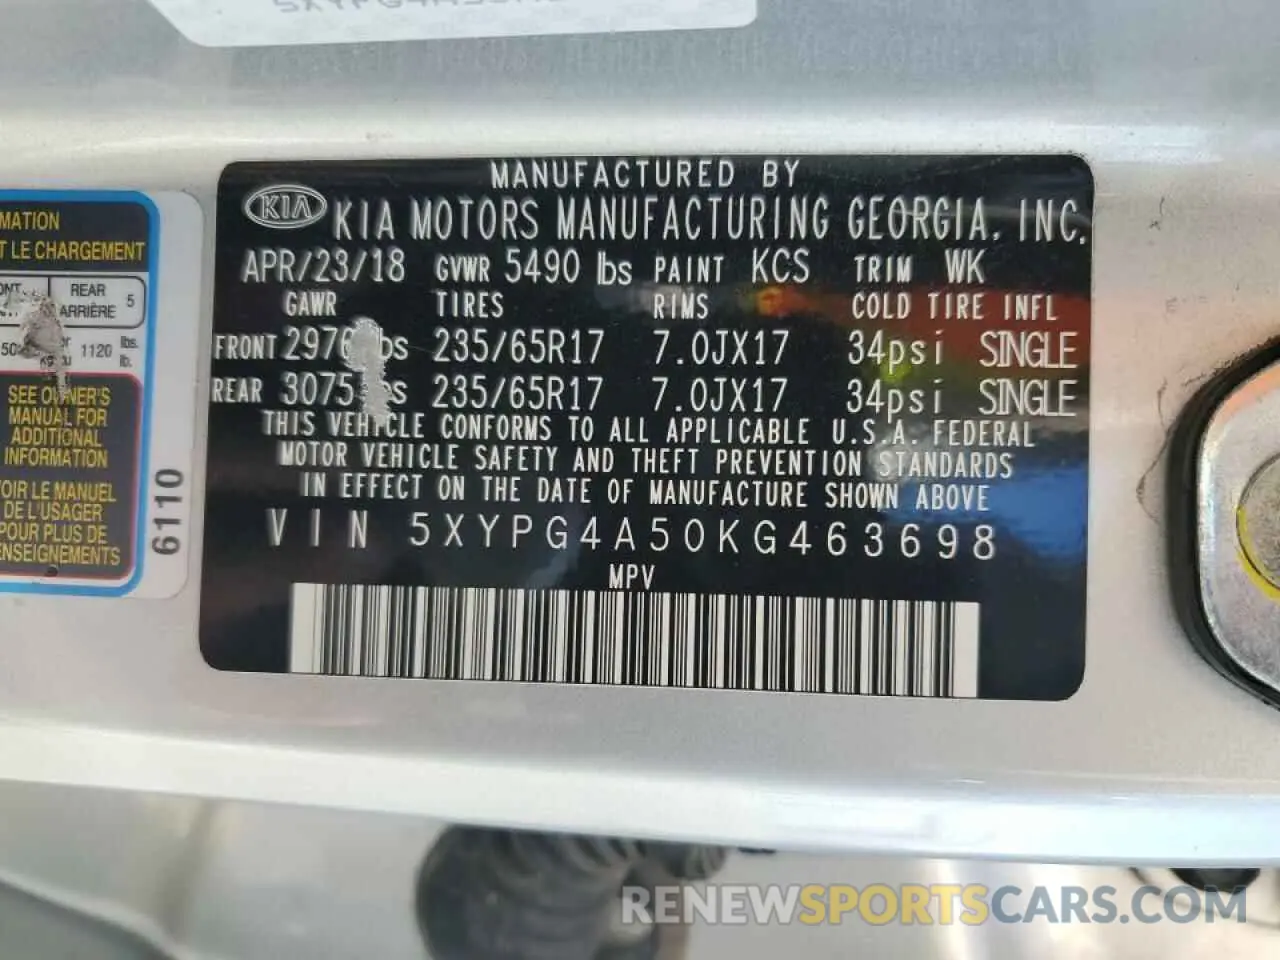 MANUFACTURED BY
KIA KIA MOTORS MANUFACTURING GEORGIA, INC.
APR/23/18 GVWR 5490 lbs PAINT KCS TRIM WK
GAWR TIRES RIMS COLD TIRE INFL
FRONT 235/65R17 7.0JX17 34psi SINGLE
REAR 3075 235/65R17 7.0JX17 34psi SINGLE
THIS VEHICLE CONFORMS TO ALL APPLICABLE U.S.A. FEDERAL
MOTOR VEHICLE SAFETY AND THEFT PREVENTION STANDARDS
IN EFFECT ON THE DATE OF MANUFACTURE SHOWN ABOVE
VIN 5XYPG4A50KG463698
MPV
MATION
T LE CHARGEMENT
REAR 5
ARRIÈRE
1120 lbs.
lb.
SEE OWNER'S
MANUAL FOR
ADDITIONAL
INFORMATION
VOIR LE MANUEL
DE L'USAGER
POUR PLUS DE
ENSEIGNEMENTS
6110
RENEWSPORTSCARS.COM